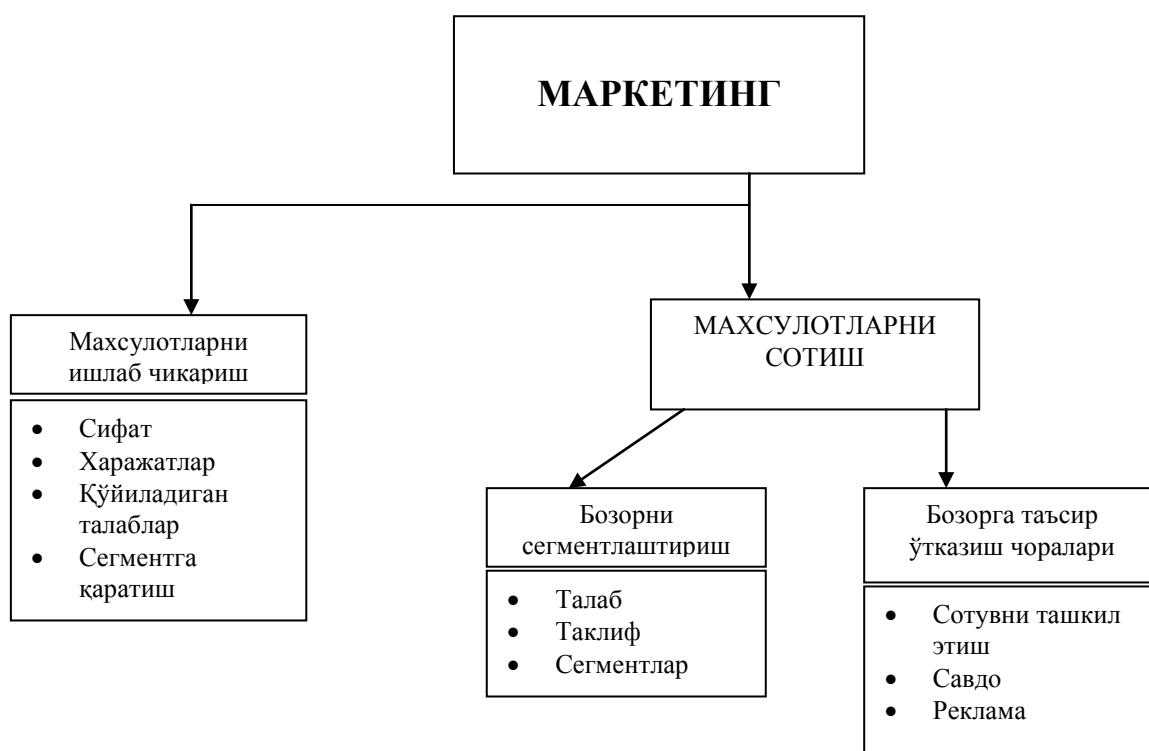 МАРКЕТИНГ
Махсулотларни
ишлаб чикариш
• Сифат
• Харажатлар
• Қўйиладиган
талаблар
• Сегментга
қаратиш
МАХСУЛОТЛАРНИ
СОТИШ
Бозорни
сегментлаштириш
• Талаб
• Таклиф
• Сегментлар
Бозорга таъсир
ўтказиш чоралари
• Сотувни ташкил
этиш
• Савдо
• Реклама